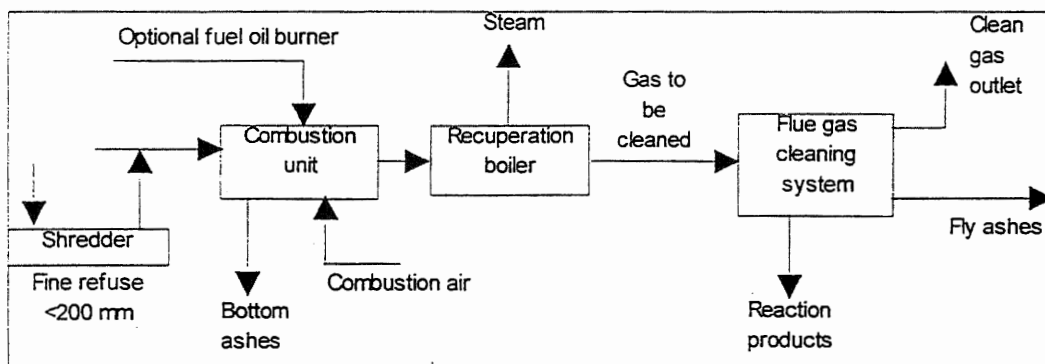 Optional fuel oil burner
Steam
Clean
gas
outlet
Gas to
be
cleaned
Combustion
unit
Recuperation
boiler
Flue gas
cleaning
system
Shredder
Fine refuse
<200 mm
Combustion air
Bottom
ashes
Fly ashes
Reaction
products